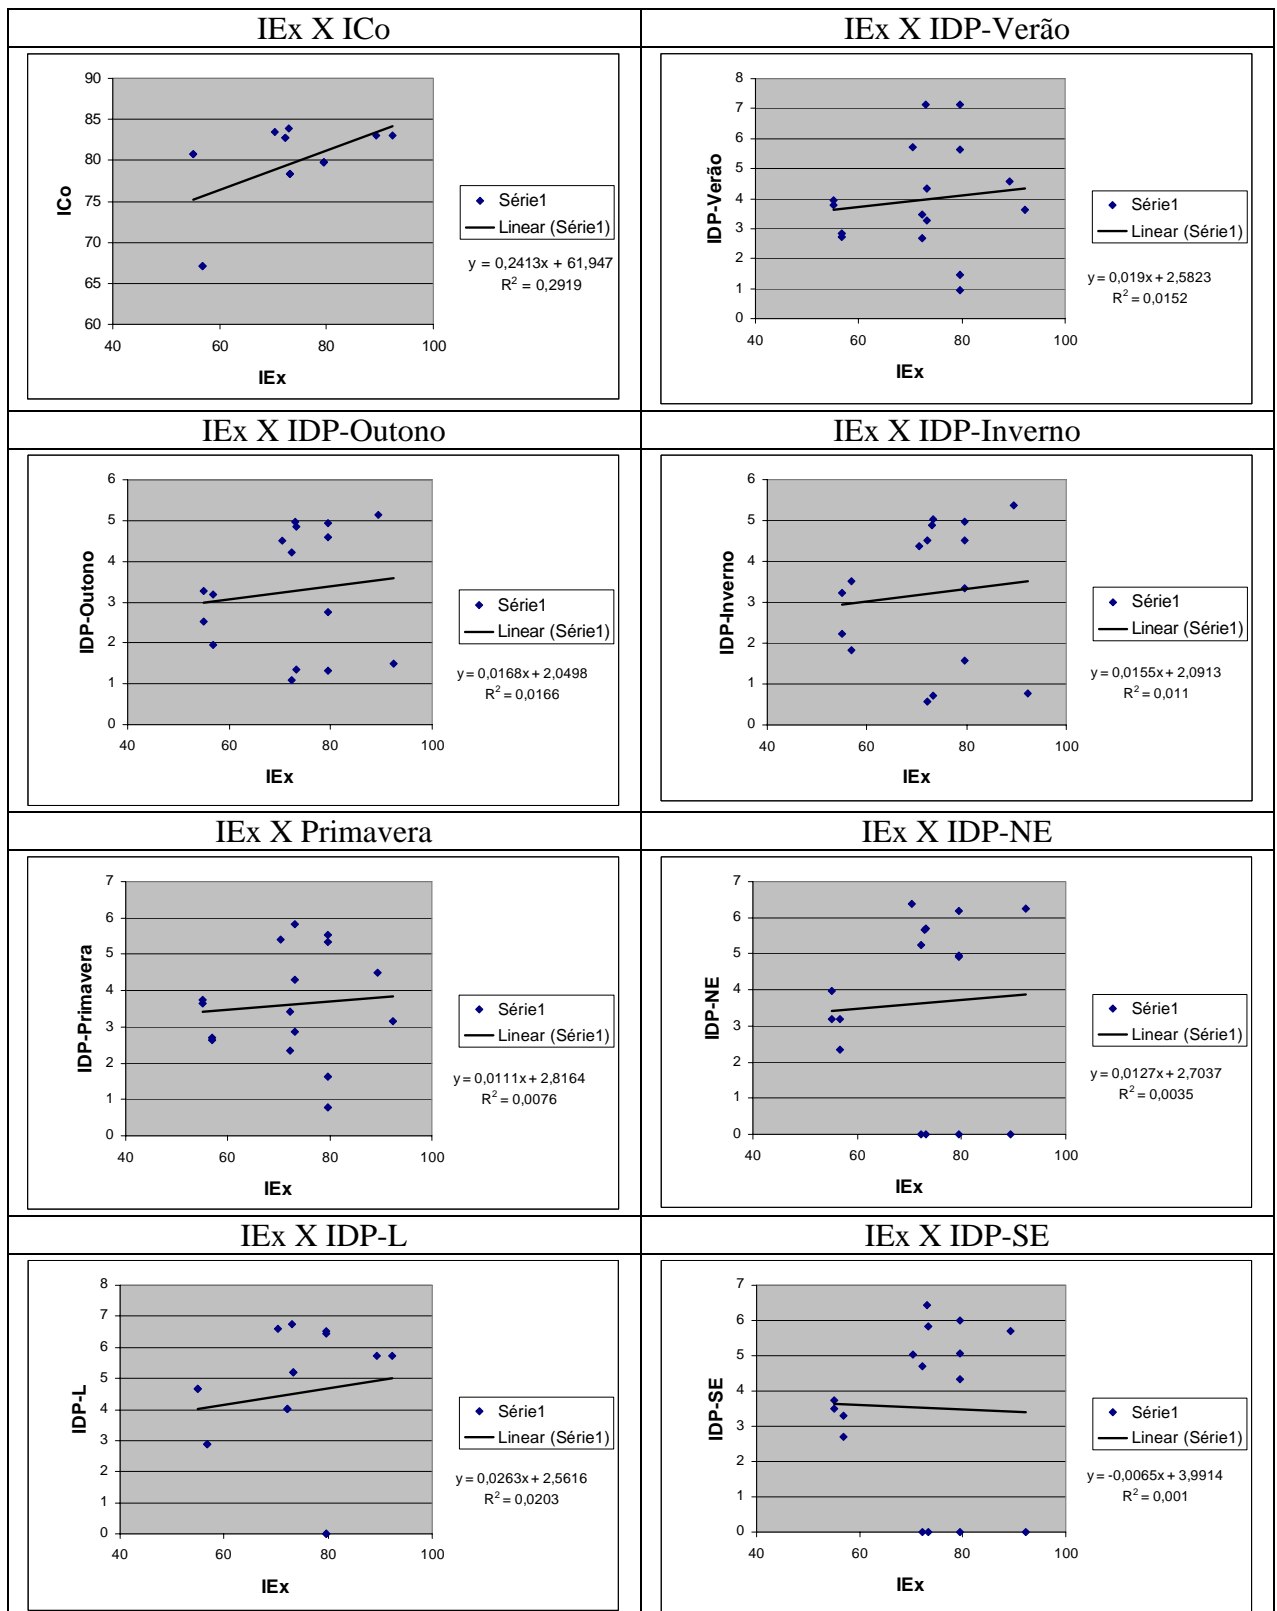 IEx X ICo
IEx X IDP-Verão
90
85
80
75
70
65
60
ICo
40 60 80 100
IEx
Série1
Linear (Série1)
y = 0,2413x + 61,947
R² = 0,2919
8
7
6
5
4
3
2
1
0
IDP-Verão
40 60 80 100
IEx
Série1
Linear (Série1)
y = 0,019x + 2,5823
R² = 0,0152
IEx X IDP-Outono
IEx X IDP-Inverno
6
5
4
3
2
1
0
IDP-Outono
40 60 80 100
IEx
Série1
Linear (Série1)
y = 0,0168x + 2,0498
R² = 0,0166
6
5
4
3
2
1
0
IDP-Inverno
40 60 80 100
IEx
Série1
Linear (Série1)
y = 0,0155x + 2,0913
R² = 0,011
IEx X Primavera
IEx X IDP-NE
7
6
5
4
3
2
1
0
IDP-Primavera
40 60 80 100
IEx
Série1
Linear (Série1)
y = 0,0111x + 2,8164
R² = 0,0076
7
6
5
4
3
2
1
0
IDP-NE
40 60 80 100
IEx
Série1
Linear (Série1)
y = 0,0127x + 2,7037
R² = 0,0035
IEx X IDP-L
IEx X IDP-SE
8
7
6
5
4
3
2
1
0
IDP-L
40 60 80 100
IEx
Série1
Linear (Série1)
y = 0,0263x + 2,5616
R² = 0,0203
7
6
5
4
3
2
1
0
IDP-SE
40 60 80 100
IEx
Série1
Linear (Série1)
y = -0,0065x + 3,9914
R² = 0,001